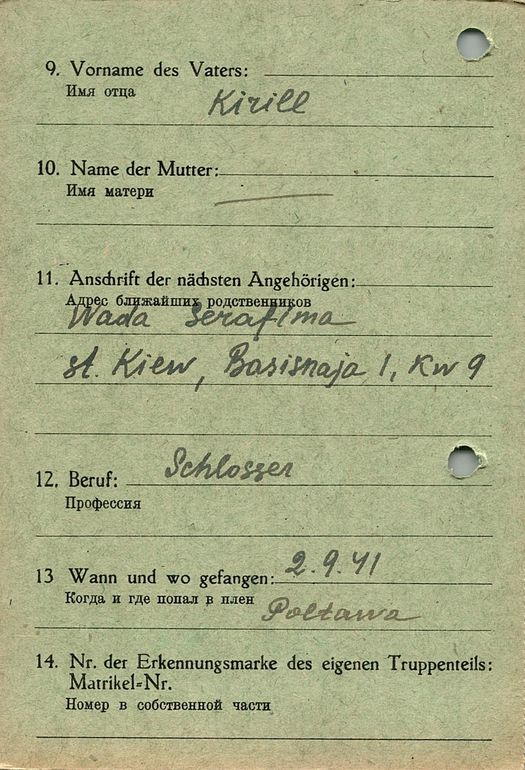 9. Vorname des Vaters:
Имя отца
Kirill
10. Name der Mutter:
Имя матери
11. Anschrift der nächsten Angehörigen:
Адрес ближайших родственников
Wada Serafima
st. Kiew, Basisnaja 1, Kw 9
Schlosser
12. Beruf:
Профессия
13 Wann und wo gefangen: 2.9.41
Когда и где попал в плен
Poltawa
14. Nr. der Erkennungsmarke des eigenen Truppenteils:
Matrikel-Nr.
Номер в собственной части